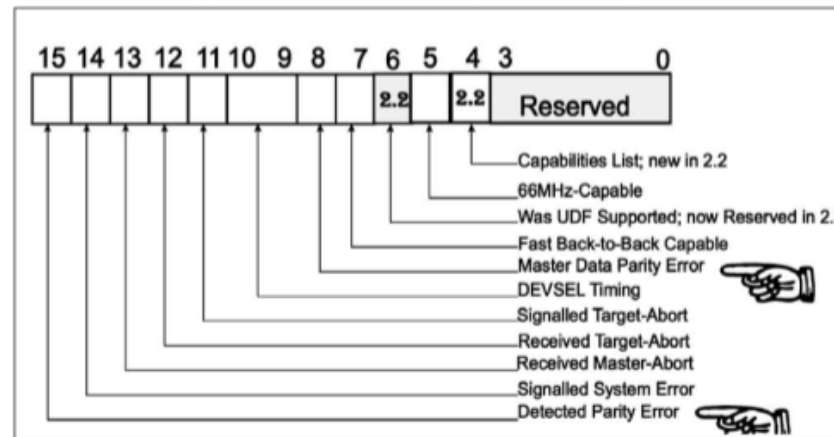 15 14 13 12 11 10 9 8 7 6 5 4 3 0
2.2 2.2 Reserved
Capabilities List; new in 2.2
66MHz-Capable
Was UDF Supported; now Reserved in 2.
Fast Back-to-Back Capable
Master Data Parity Error
DEVSEL Timing
Signalled Target-Abort
Received Target-Abort
Received Master-Abort
Signalled System Error
Detected Parity Error